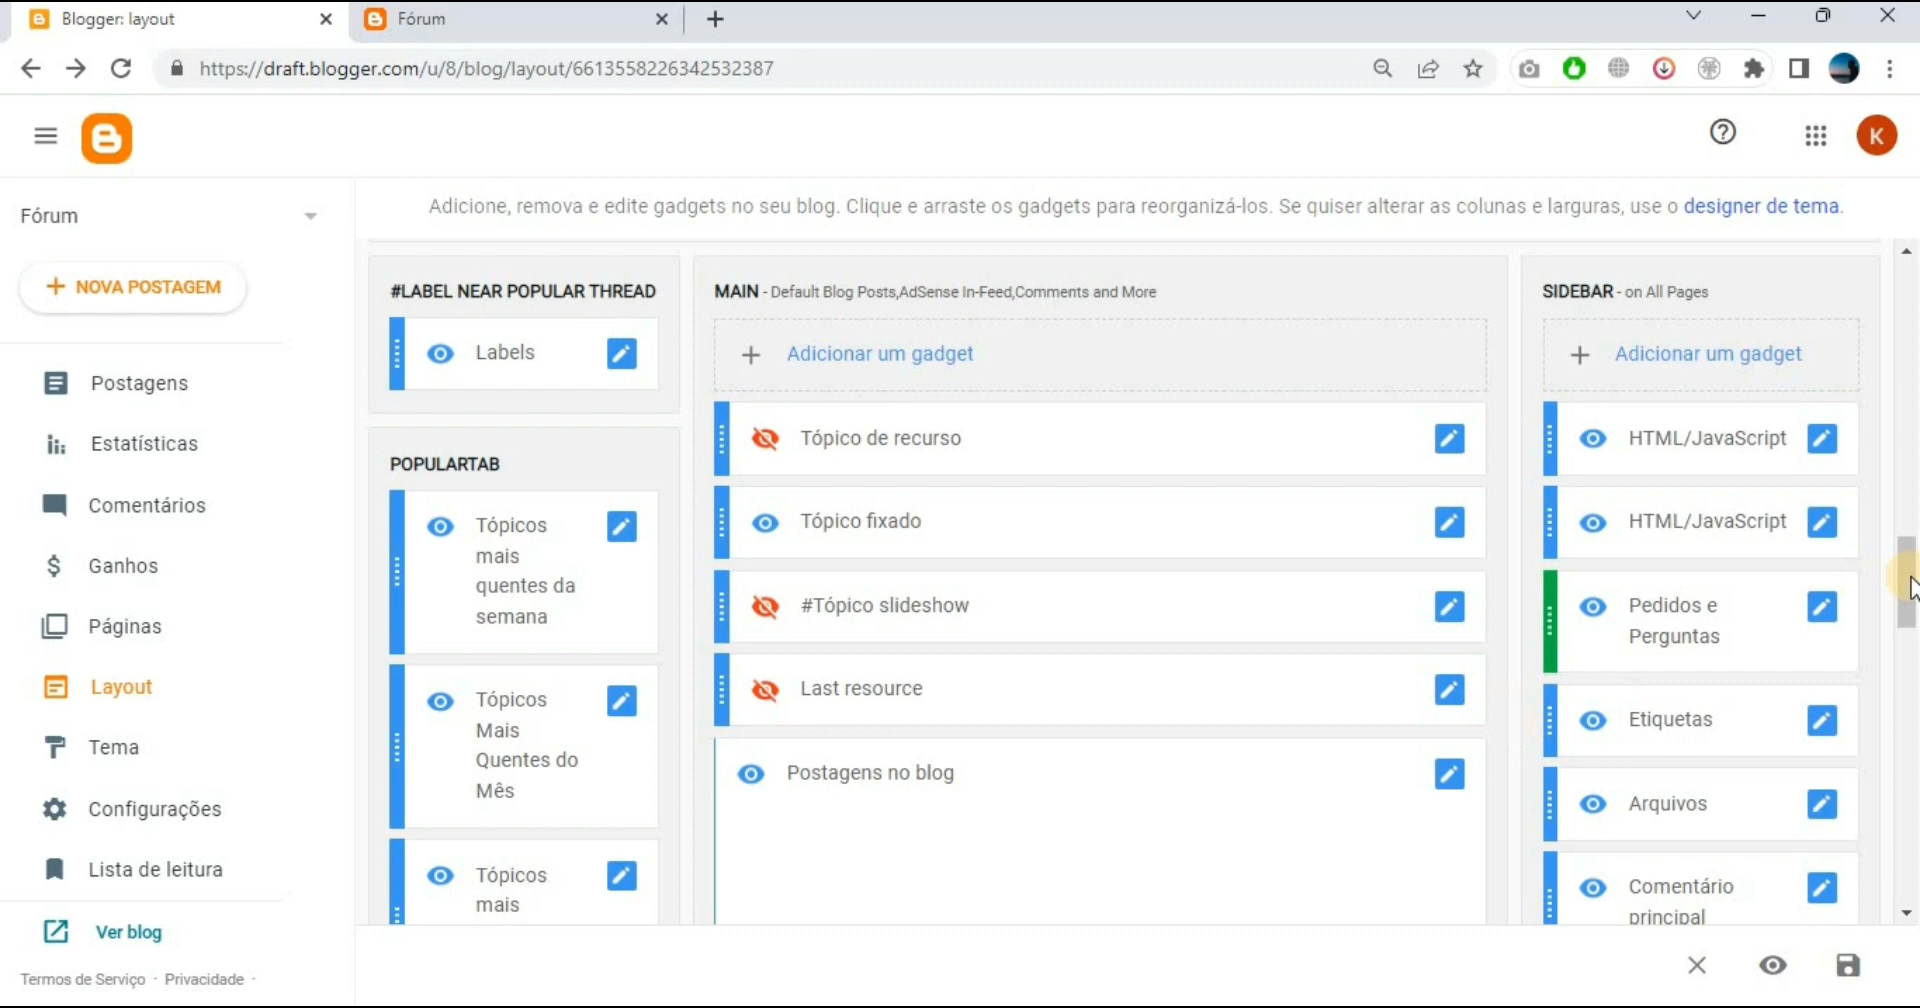 Blogger: layout
Fórum
https://draft.blogger.com/u/8/blog/layout/6613558226342532387
K
Fórum
Adicione, remova e edite gadgets no seu blog. Clique e arraste os gadgets para reorganizá-los. Se quiser alterar as colunas e larguras, use o designer de tema.
+ NOVA POSTAGEM
Postagens
Estatísticas
Comentários
Ganhos
Páginas
Layout
Tema
Configurações
Lista de leitura
Ver blog
Termos de Serviço · Privacidade ·
#LABEL NEAR POPULAR THREAD
Labels
POPULARTAB
Tópicos
mais
quentes da
semana
Tópicos
Mais
Quentes do
Mês
Tópicos
mais
MAIN - Default Blog Posts,AdSense In-Feed,Comments and More
+ Adicionar um gadget
Tópico de recurso
Tópico fixado
#Tópico slideshow
Last resource
Postagens no blog
SIDEBAR - on All Pages
+ Adicionar um gadget
HTML/JavaScript
HTML/JavaScript
Pedidos e
Perguntas
Etiquetas
Arquivos
Comentário
principal